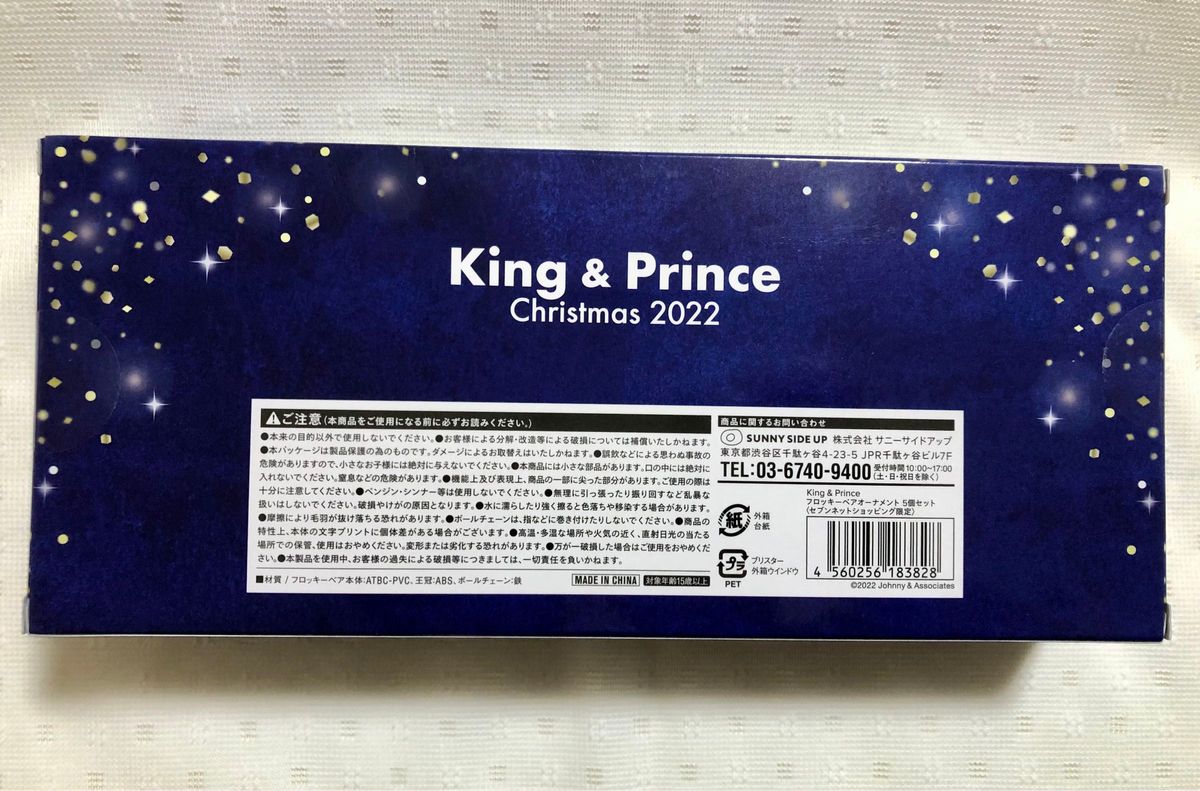 King & Prince
Christmas 2022
ご注意(本商品をご使用になる前に必ずお読みください。)
●本来の目的以外で使用しないでください。●お客様による分解・改造等による破損については補償いたしかねます。
●本パッケージは製品保護の為のものです。ダメージによるお取替えはいたしかねます。●誤飲などによる思わぬ事故の
危険がありますので、小さなお子様には絶対に与えないでください。●本商品には小さな部品があります。口の中には絶対に
入れないでください。窒息などの危険があります。●機能上及び表現上、商品の一部に尖った部分があります。ご使用の際は
十分に注意してください。●ベンジン・シンナー等は使用しないでください。●無理に引っ張ったり振り回すなど乱暴な
扱いはしないでください。破損やけがの原因となります。●水に濡らしたり強く擦ると色落ちや移染する場合があります。
●摩擦により毛羽が抜け落ちる恐れがあります。●ボールチェーンは、指などに巻き付けたりしないでください。●商品の
特性上、本体の文字プリントに個体差がある場合がございます。●高温・多湿な場所や火気の近く、直射日光の当たる
場所での保管、使用はおやめください。変形または劣化する恐れがあります。●万が一破損した場合はご使用をおやめくだ
さい。●本製品を使用中、お客様の過失による破損等につきましては、一切責任を負いかねます。
■材質/フロッキーベア本体:ATBC-PVC、王冠:ABS、ボールチェーン:鉄
MADE IN CHINA
対象年齢15歳以上
商品に関するお問い合わせ
SUNNY SIDE UP 株式会社 サニーサイドアップ
東京都渋谷区千駄ヶ谷4-23-5 JPR千駄ヶ谷ビル7F
TEL:03-6740-9400 受付時間 10:00~17:00
(土・日・祝日を除く)
King & Prince
フロッキーベアオーナメント 5個セット
(セブンネットショッピング限定)
紙
外箱
台紙
プラ
PET
ブリスター
外箱ウインドウ
4 560256 183828
©2022 Johnny & Associates